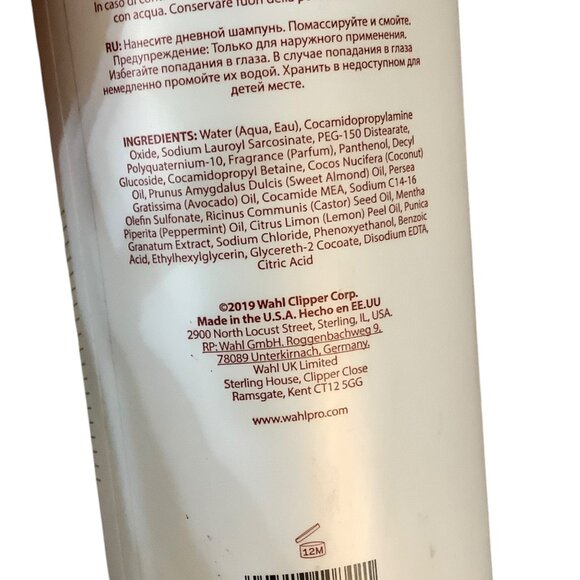 In caso di con
con acqua. Conservare fuori della po
RU: Нанесите дневной шампунь. Помассируйте и смойте.
Предупреждение: Только для наружного применения.
Избегайте попадания в глаза. В случае попадания в глаза
немедленно промойте их водой. Хранить в недоступном для
детей месте.
INGREDIENTS: Water (Aqua, Eau), Cocamidopropylamine
Oxide, Sodium Lauroyl Sarcosinate, PEG-150 Distearate,
Polyquaternium-10, Fragrance (Parfum), Panthenol, Decyl
Glucoside, Cocamidopropyl Betaine, Cocos Nucifera (Coconut)
Oil, Prunus Amygdalus Dulcis (Sweet Almond) Oil, Persea
Gratissima (Avocado) Oil, Cocamide MEA, Sodium C14-16
Olefin Sulfonate, Ricinus Communis (Castor) Seed Oil, Mentha
Piperita (Peppermint) Oil, Citrus Limon (Lemon) Peel Oil, Punica
Granatum Extract, Sodium Chloride, Phenoxyethanol, Benzoic
Acid, Ethylhexylglycerin, Glycereth-2 Cocoate, Disodium EDTA,
Citric Acid
©2019 Wahl Clipper Corp.
Made in the U.S.A. Hecho en EE.UU
2900 North Locust Street, Sterling, IL, USA.
RP: Wahl GmbH, Roggenbachweg 9,
78089 Unterkirnach, Germany,
Wahl UK Limited
Sterling House, Clipper Close
Ramsgate, Kent CT12 5GG
www.wahlpro.com
12M